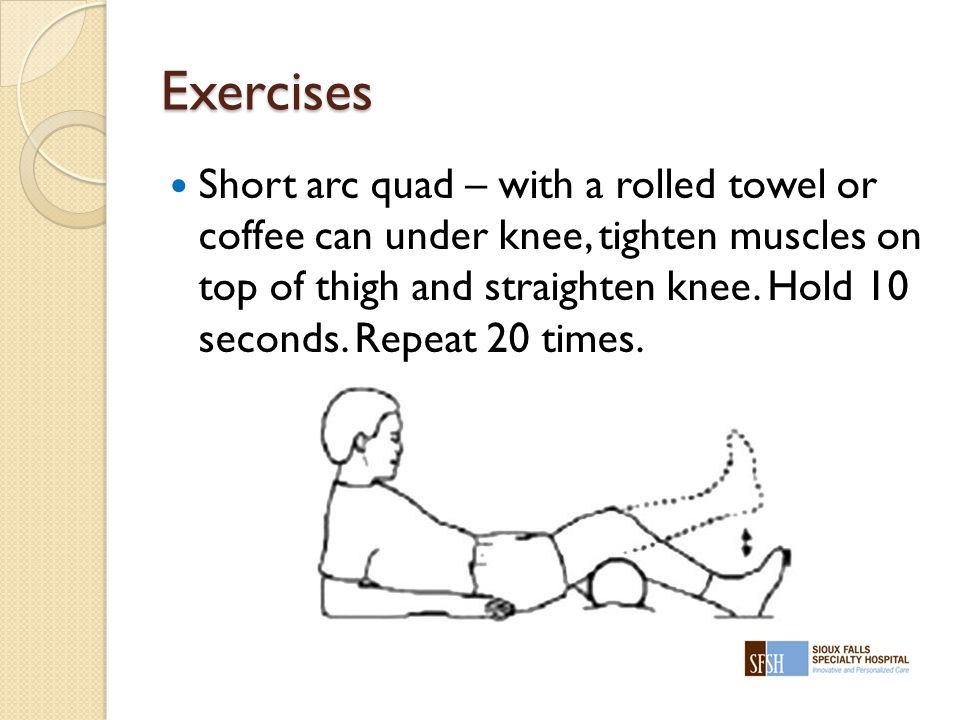 Exercises
Short arc quad – with a rolled towel or
coffee can under knee, tighten muscles on
top of thigh and straighten knee. Hold 10
seconds. Repeat 20 times.
SFSH
SIOUX FALLS
SPECIALTY HOSPITAL
Innovative and Personalized Care